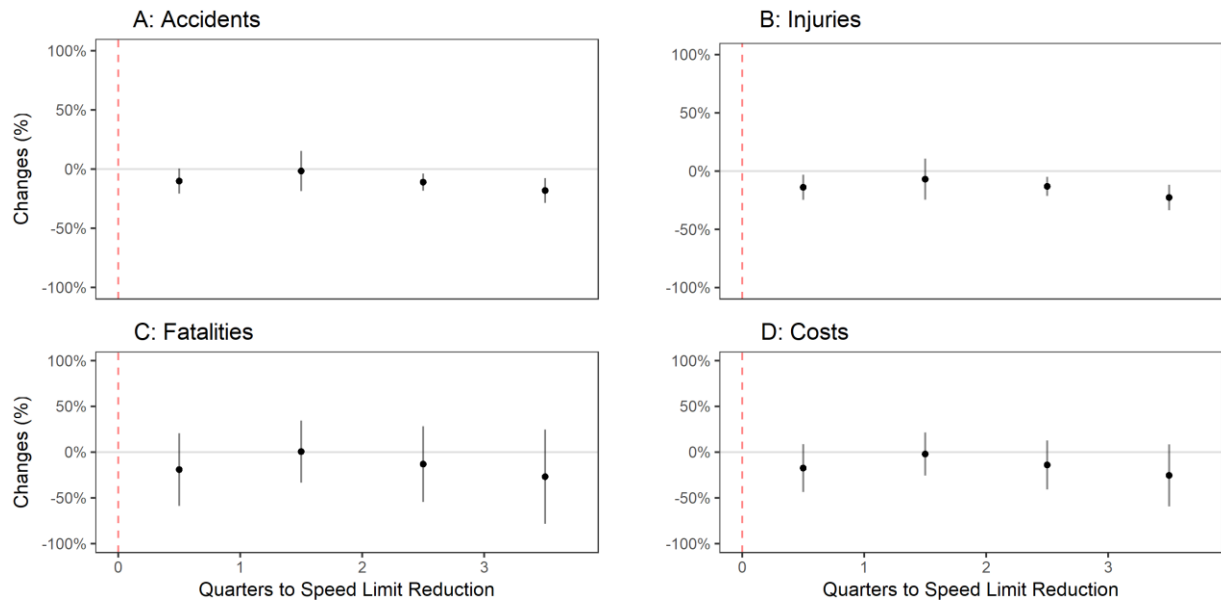 A: Accidents
Changes (%)
100%
50%
0%
-50%
-100%
B: Injuries
100%
50%
0%
-50%
-100%
C: Fatalities
Changes (%)
100%
50%
0%
-50%
-100%
0 1 2 3
Quarters to Speed Limit Reduction
D: Costs
100%
50%
0%
-50%
-100%
0 1 2 3
Quarters to Speed Limit Reduction